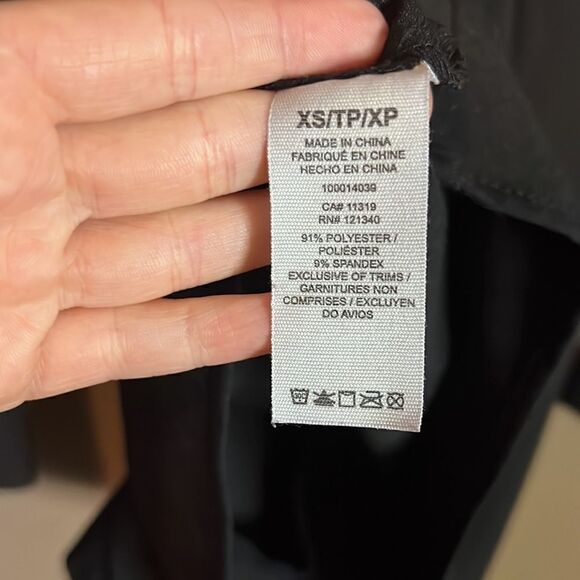 XS/TP/XP
MADE IN CHINA
FABRIQUÉ EN CHINE
HECHO EN CHINA
100014039
CA# 11319
RN# 121340
91% POLYESTER /
POLIÉSTER
9% SPANDEX
EXCLUSIVE OF TRIMS /
GARNITURES NON
COMPRISES / EXCLUYEN
DO AVIOS